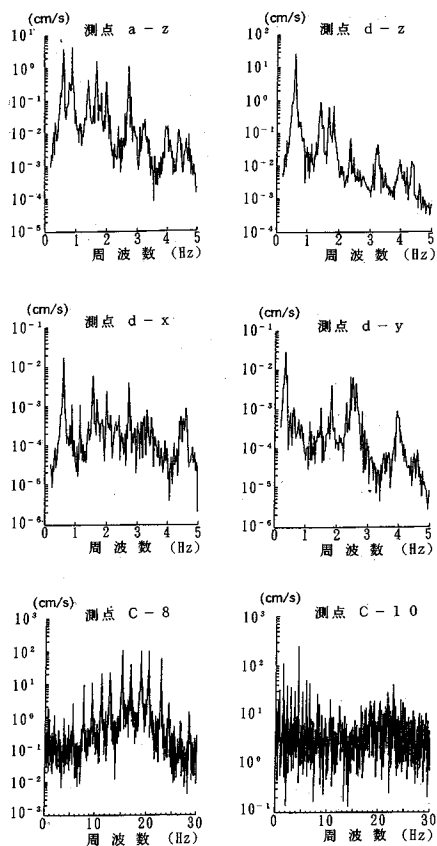 (cm/s) 測点 a-z
10¹
10⁰
10⁻¹
10⁻²
10⁻³
10⁻⁴
10⁻⁵
0 1 2 3 4 5
周波数 (Hz)
(cm/s) 測点 d-z
10²
10¹
10⁰
10⁻¹
10⁻²
10⁻³
10⁻⁴
0 1 2 3 4 5
周波数 (Hz)
(cm/s) 測点 d-x
10⁻¹
10⁻²
10⁻³
10⁻⁴
10⁻⁵
10⁻⁶
0 1 2 3 4 5
周波数 (Hz)
(cm/s) 測点 d-y
10⁻¹
10⁻²
10⁻³
10⁻⁴
10⁻⁵
10⁻⁶
0 1 2 3 4 5
周波数 (Hz)
(cm/s) 測点 C-8
10³
10²
10¹
10⁰
10⁻¹
10⁻²
10⁻³
0 10 20 30
周波数 (Hz)
(cm/s) 測点 C-10
10³
10²
10¹
10⁰
10⁻¹
0 10 20 30
周波数 (Hz)